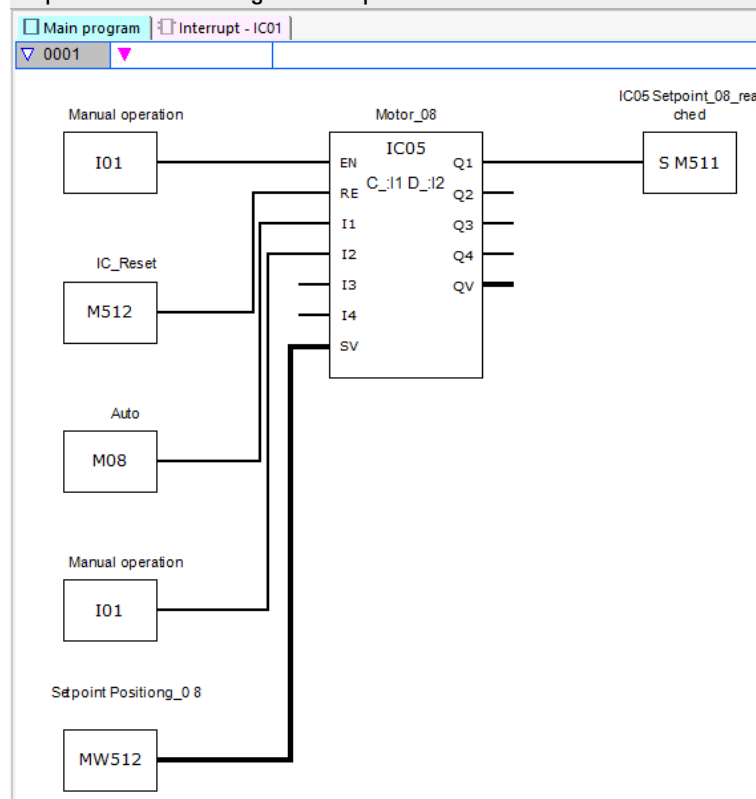 Main program
Interrupt - IC01
0001
IC05 Setpoint_08_rea
ched
Manual operation
Motor_08
I01
IC05
C_:I1 D_:I2
EN
Q1
S M511
RE
Q2
I1
Q3
IC_Reset
I2
Q4
I3
QV
M512
I4
SV
Auto
M08
Manual operation
I01
Setpoint Positiong_0 8
MW512